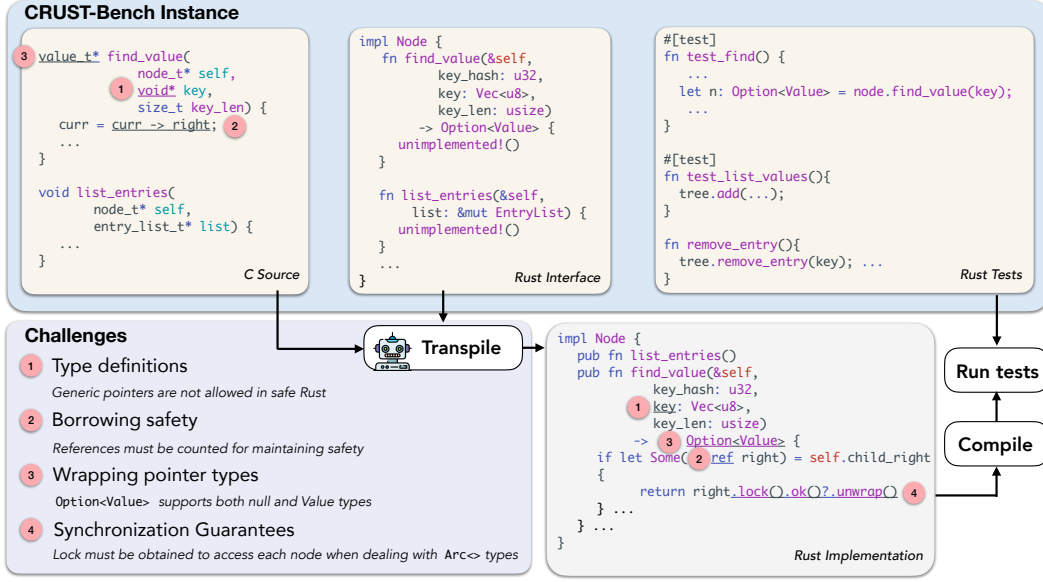 CRUST-Bench Instance
3 value_t* find_value(
node_t* self,
1 void* key,
size_t key_len) {
curr = curr -> right; 2
...
}
void list_entries(
node_t* self,
entry_list_t* list) {
...
}
C Source
impl Node {
fn find_value(&self,
key_hash: u32,
key: Vec<u8>,
key_len: usize)
-> Option<Value> {
unimplemented!()
}
fn list_entries(&self,
list: &mut EntryList) {
unimplemented!()
}
...
}
Rust Interface
#[test]
fn test_find() {
...
let n: Option<Value> = node.find_value(key);
...
}
#[test]
fn test_list_values(){
tree.add(...);
}
fn remove_entry(){
tree.remove_entry(key); ...
}
Rust Tests
Challenges
1 Type definitions
Generic pointers are not allowed in safe Rust
2 Borrowing safety
References must be counted for maintaining safety
3 Wrapping pointer types
Option<Value> supports both null and Value types
4 Synchronization Guarantees
Lock must be obtained to access each node when dealing with Arc<> types
Transpile
impl Node {
pub fn list_entries()
pub fn find_value(&self,
key_hash: u32,
1 key: Vec<u8>,
key_len: usize)
-> 3 Option<Value> {
if let Some( 2 ref right) = self.child_right
{
return right.lock().ok()?.unwrap() 4
} ...
} ...
}
Rust Implementation
Run tests
Compile